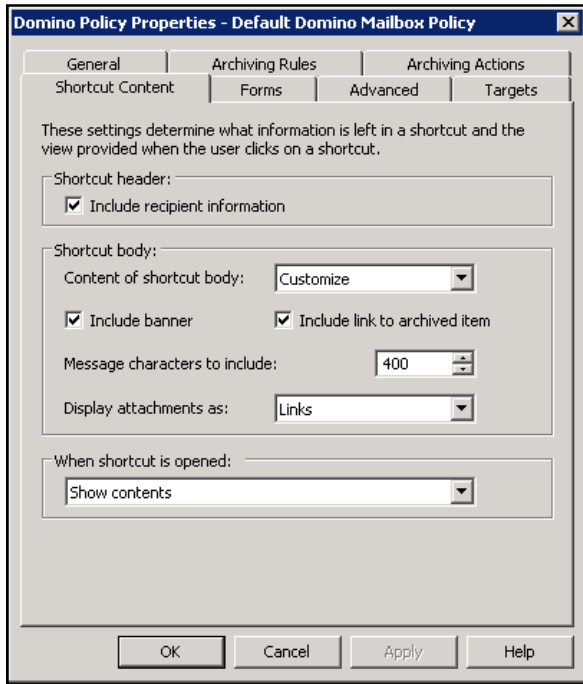 Domino Policy Properties - Default Domino Mailbox Policy
General Archiving Rules Archiving Actions
Shortcut Content Forms Advanced Targets
These settings determine what information is left in a shortcut and the
view provided when the user clicks on a shortcut.
Shortcut header:
Include recipient information
Shortcut body:
Content of shortcut body: Customize
Include banner Include link to archived item
Message characters to include: 400
Display attachments as: Links
When shortcut is opened:
Show contents
OK Cancel Apply Help